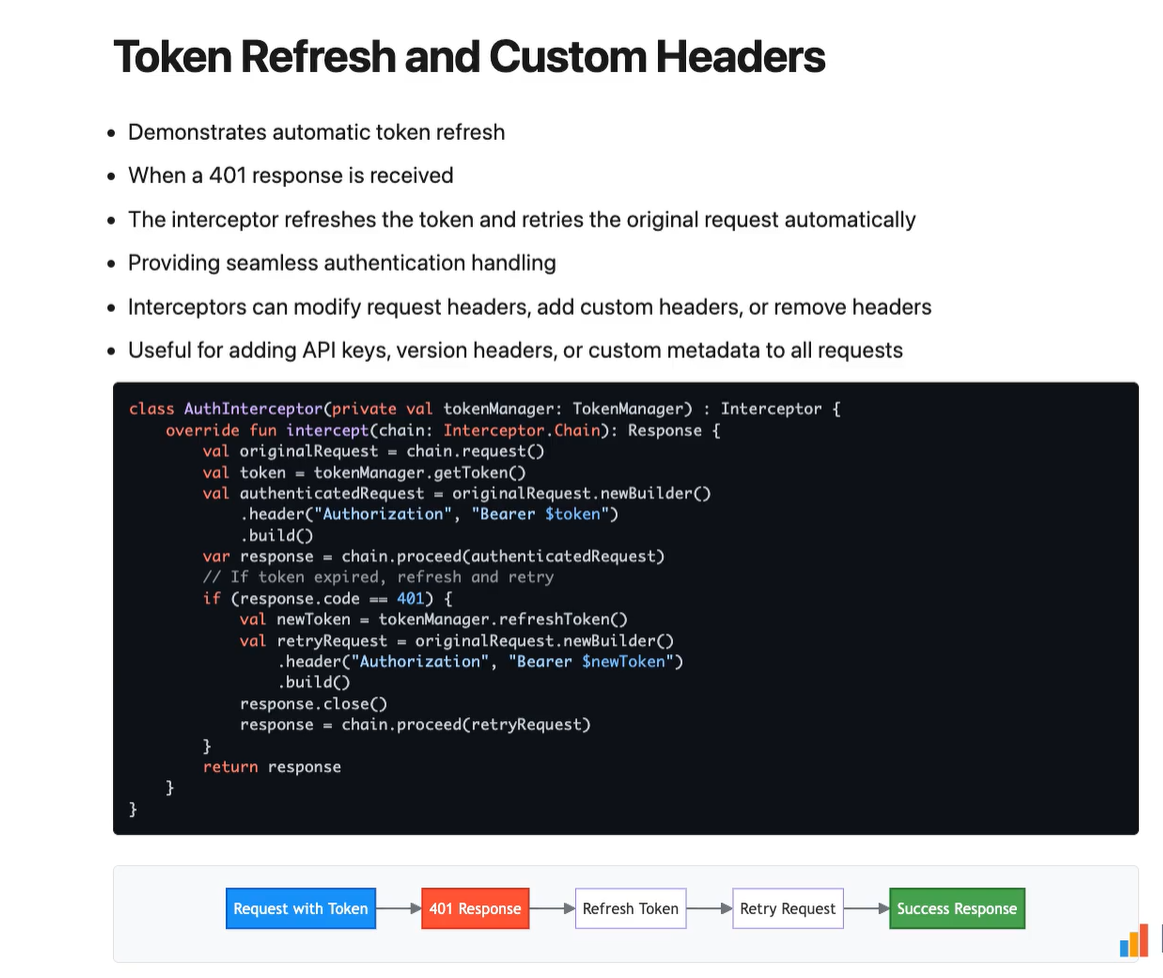 Token Refresh and Custom Headers
• Demonstrates automatic token refresh
• When a 401 response is received
• The interceptor refreshes the token and retries the original request automatically
• Providing seamless authentication handling
• Interceptors can modify request headers, add custom headers, or remove headers
• Useful for adding API keys, version headers, or custom metadata to all requests
class AuthInterceptor(private val tokenManager: TokenManager) : Interceptor {
    override fun intercept(chain: Interceptor.Chain): Response {
        val originalRequest = chain.request()
        val token = tokenManager.getToken()
        val authenticatedRequest = originalRequest.newBuilder()
            .header("Authorization", "Bearer $token")
            .build()
        var response = chain.proceed(authenticatedRequest)
        // If token expired, refresh and retry
        if (response.code == 401) {
            val newToken = tokenManager.refreshToken()
            val retryRequest = originalRequest.newBuilder()
                .header("Authorization", "Bearer $newToken")
                .build()
            response.close()
            response = chain.proceed(retryRequest)
        }
        return response
    }
}
Request with Token
401 Response
Refresh Token
Retry Request
Success Response